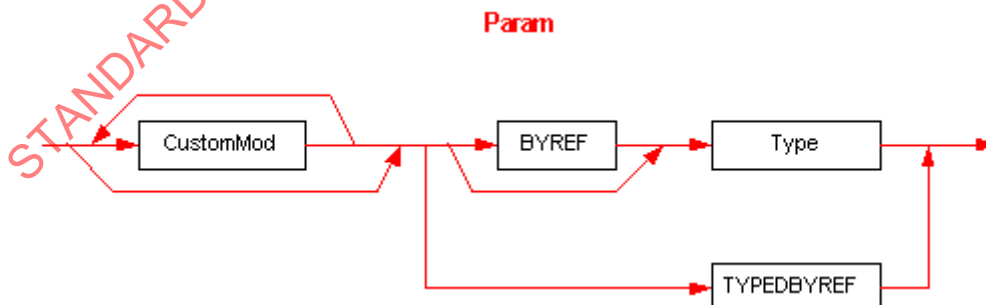 Param
STANDARD
CustomMod
BYREF
Type
TYPEDBYREF